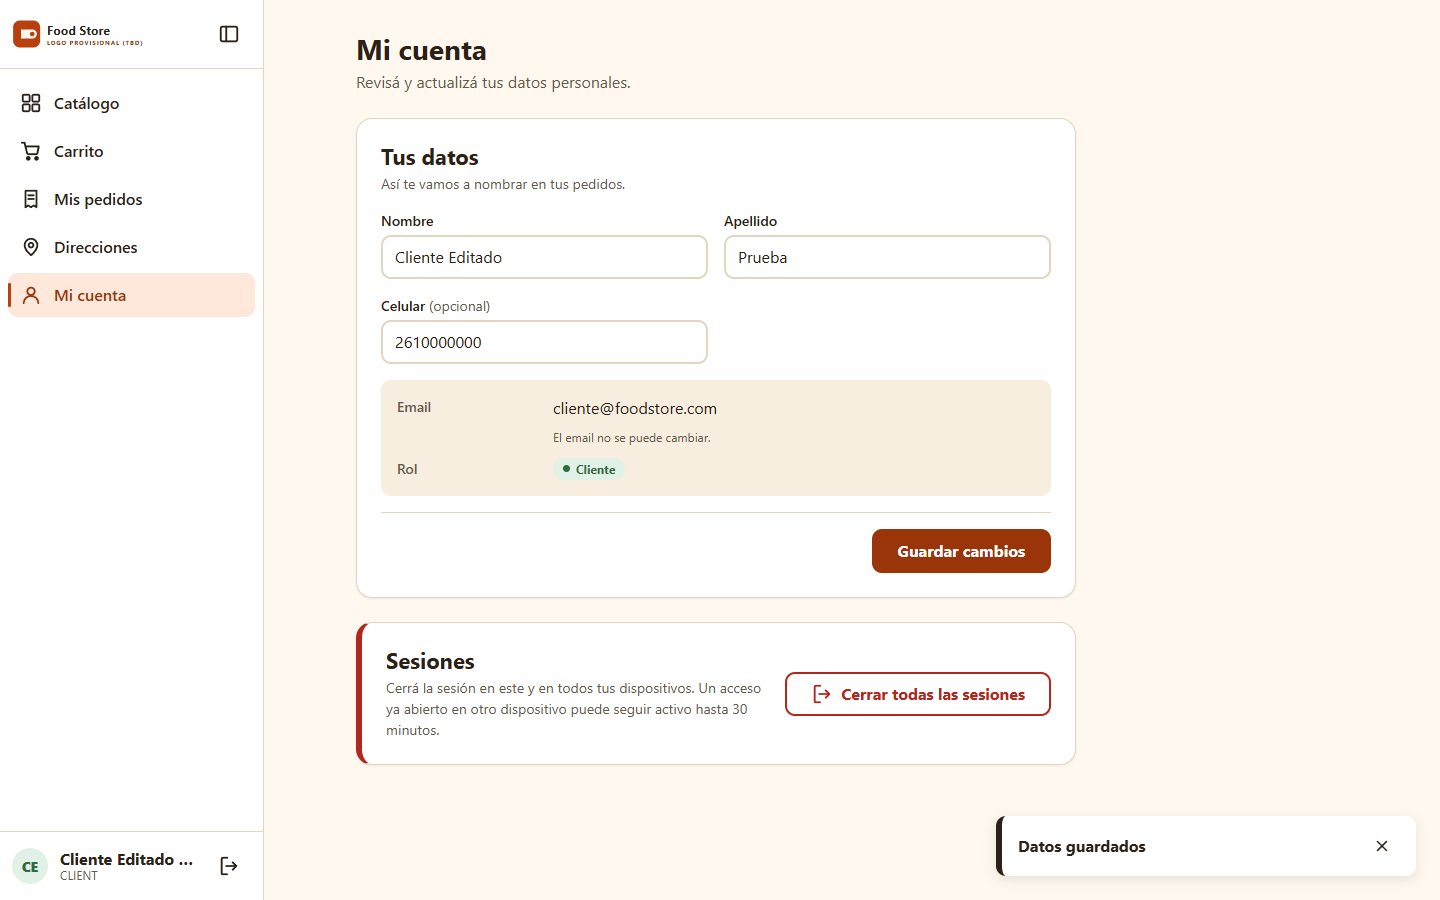 Food Store
LOGO PROVISIONAL (TBD)
Catálogo
Carrito
Mis pedidos
Direcciones
Mi cuenta
CE
Cliente Editado ...
CLIENT
Mi cuenta
Revisá y actualizá tus datos personales.
Tus datos
Así te vamos a nombrar en tus pedidos.
Nombre
Apellido
Cliente Editado
Prueba
Celular (opcional)
2610000000
Email
cliente@foodstore.com
El email no se puede cambiar.
Rol
Cliente
Guardar cambios
Sesiones
Cerrá la sesión en este y en todos tus dispositivos. Un acceso
ya abierto en otro dispositivo puede seguir activo hasta 30
minutos.
Cerrar todas las sesiones
Datos guardados